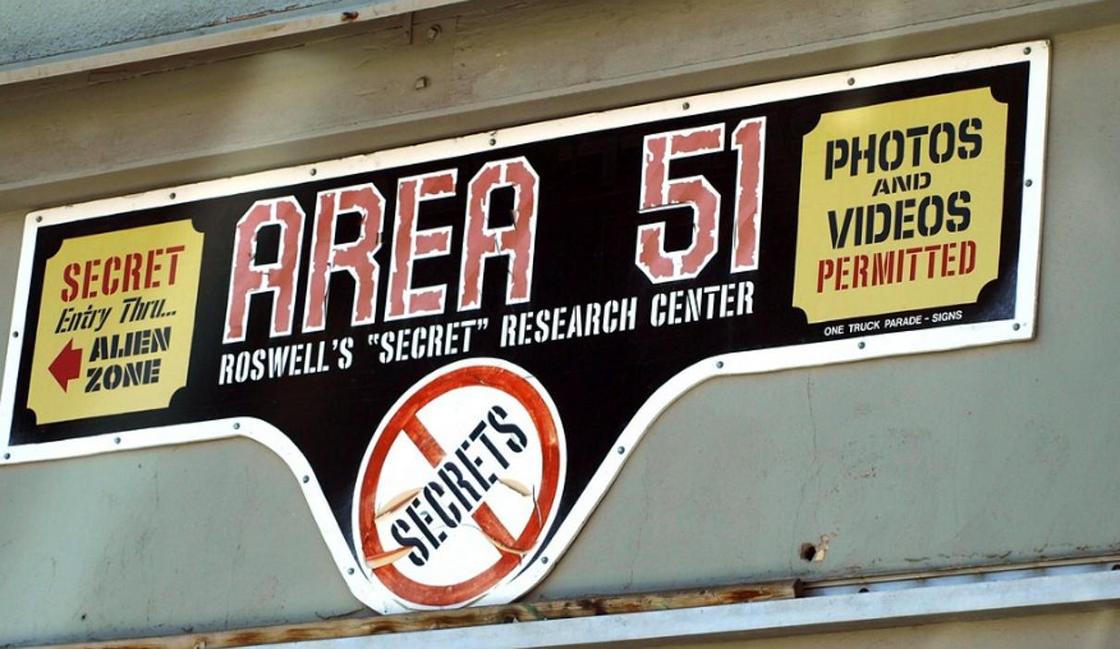 SECRET
Entry Thru...
ALIEN
ZONE
AREA 51
ROSWELL'S "SECRET" RESEARCH CENTER
SECRETS
PHOTOS
AND
VIDEOS
PERMITTED
ONE TRUCK PARADE - SIGNS